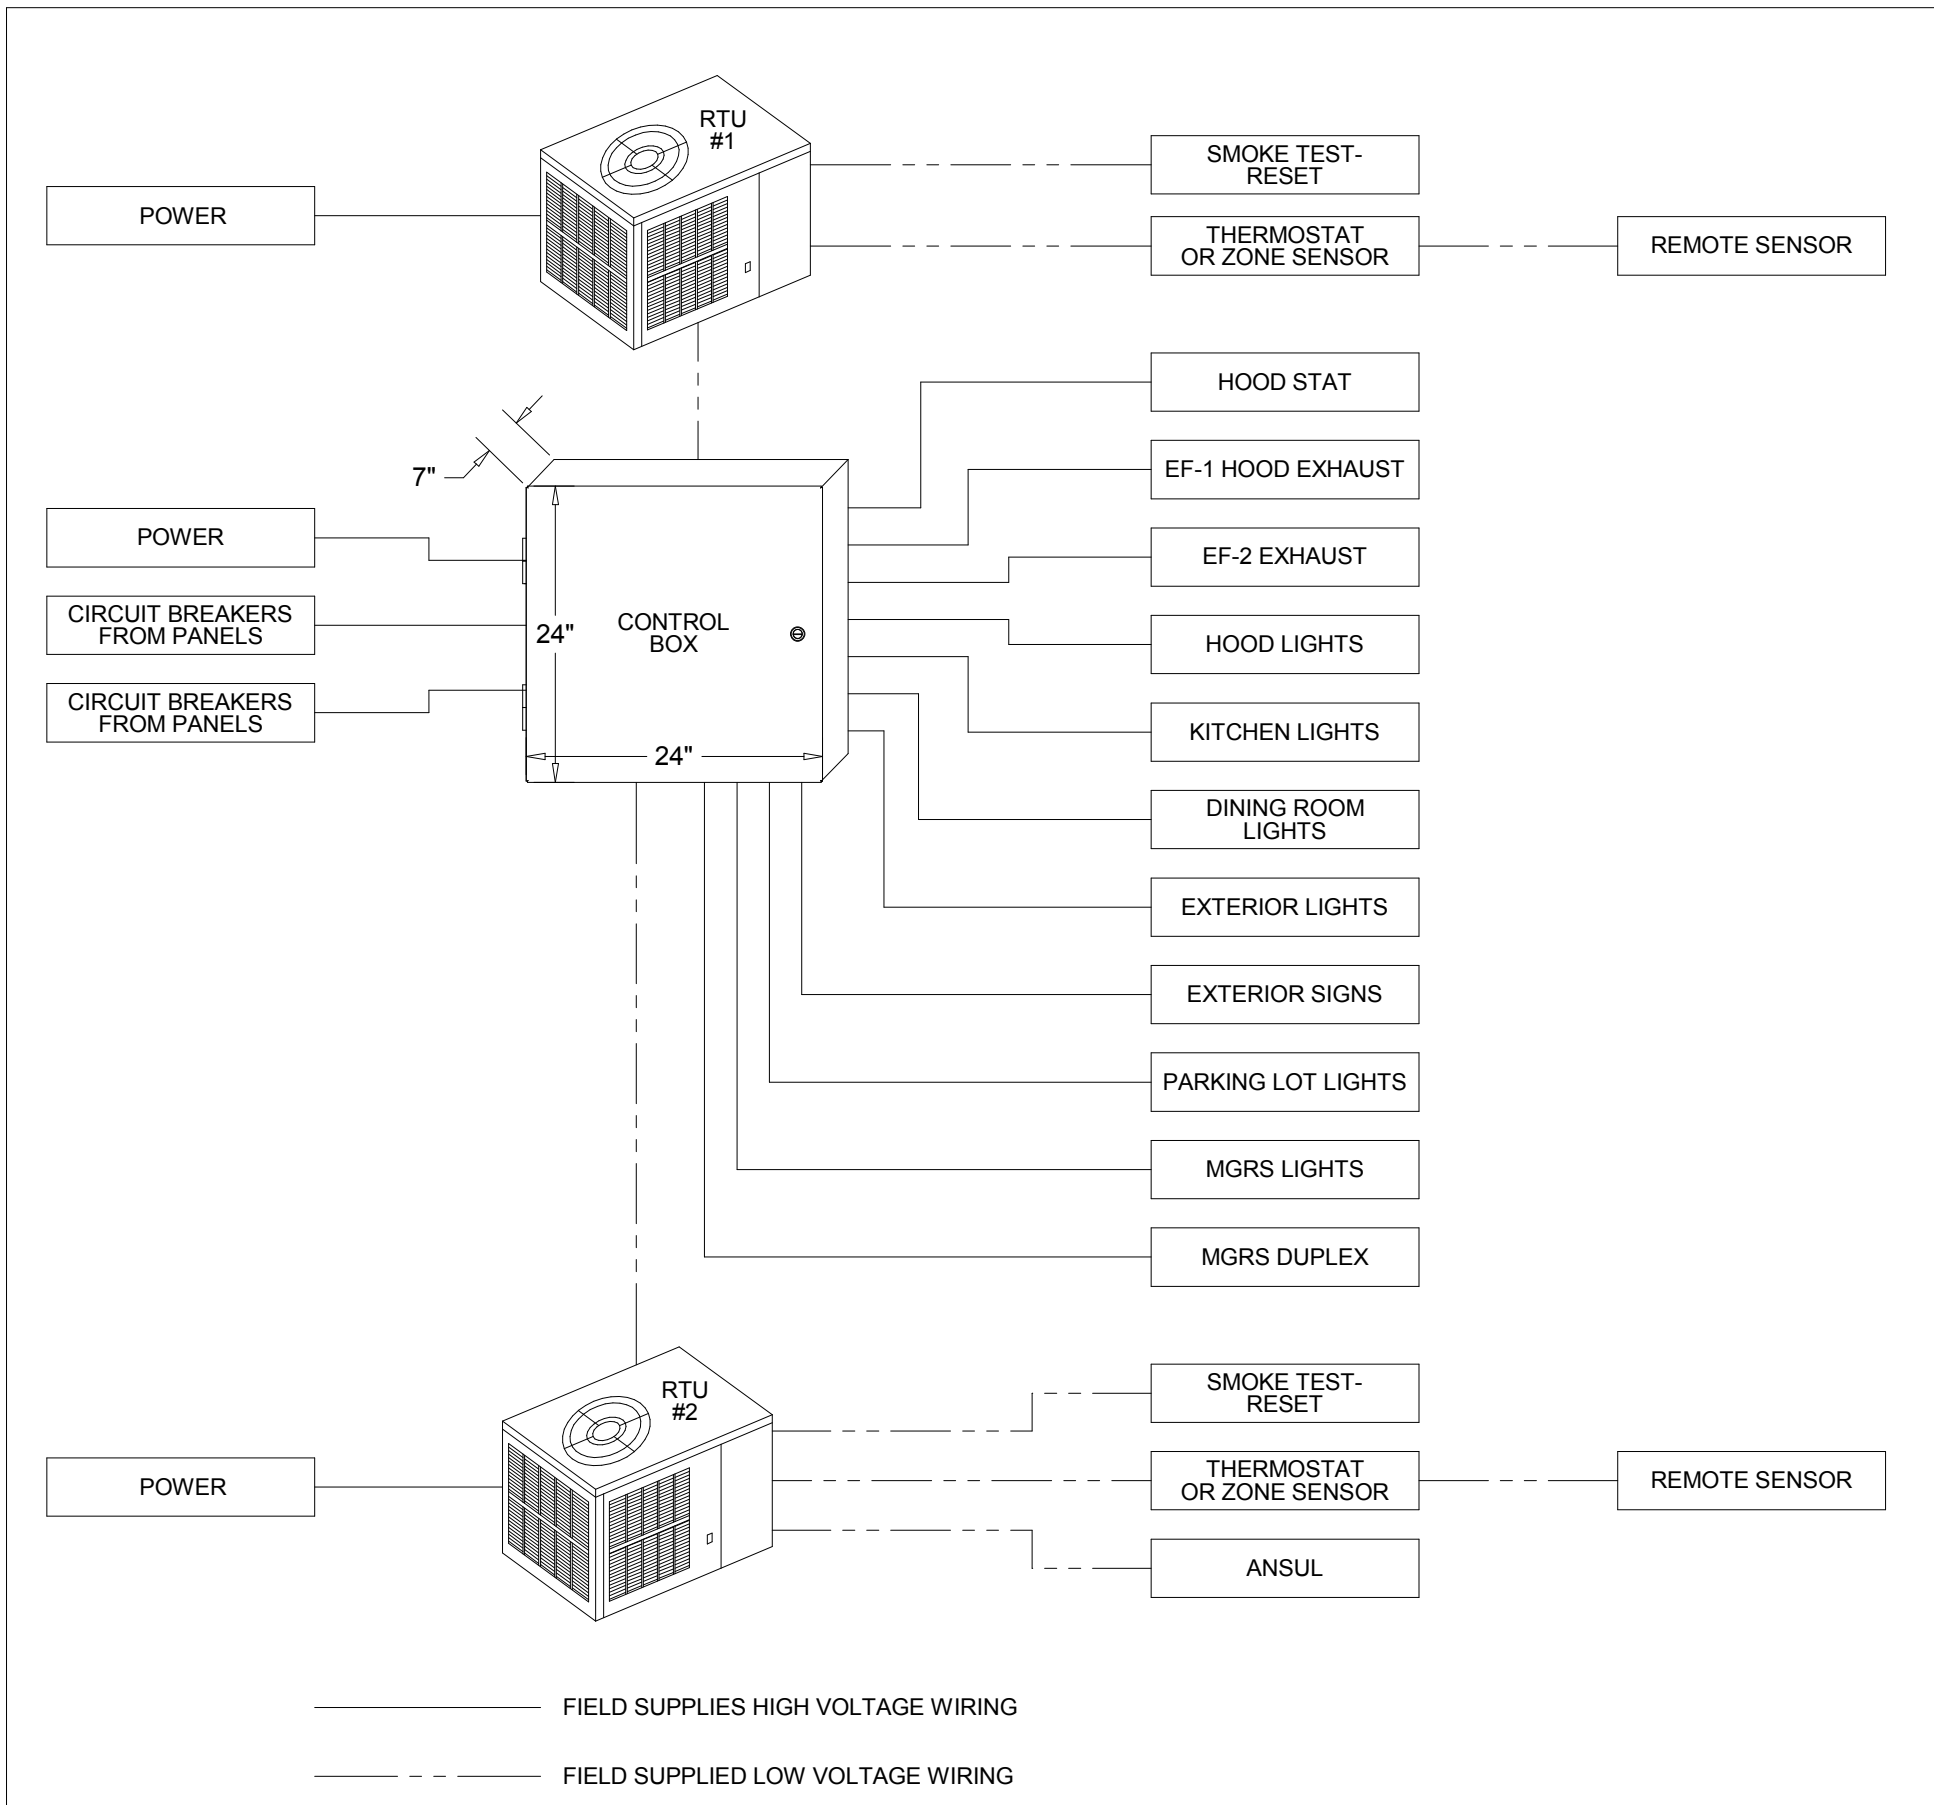 RTU
#1
SMOKE TEST-
RESET
POWER
THERMOSTAT
OR ZONE SENSOR
REMOTE SENSOR
HOOD STAT
7"
EF-1 HOOD EXHAUST
POWER
EF-2 EXHAUST
CIRCUIT BREAKERS
FROM PANELS
24"
CONTROL
BOX
HOOD LIGHTS
CIRCUIT BREAKERS
FROM PANELS
KITCHEN LIGHTS
24"
DINING ROOM
LIGHTS
EXTERIOR LIGHTS
EXTERIOR SIGNS
PARKING LOT LIGHTS
MGRS LIGHTS
MGRS DUPLEX
RTU
#2
SMOKE TEST-
RESET
POWER
THERMOSTAT
OR ZONE SENSOR
REMOTE SENSOR
ANSUL
FIELD SUPPLIES HIGH VOLTAGE WIRING
FIELD SUPPLIED LOW VOLTAGE WIRING